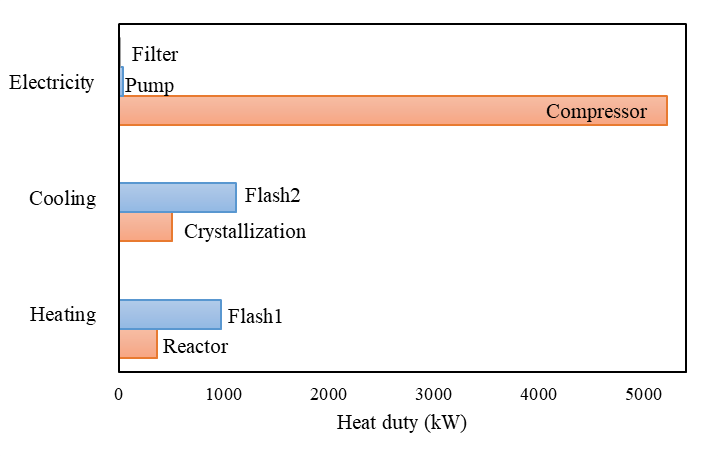 Filter
Electricity
Pump
Compressor
Cooling
Flash2
Crystallization
Heating
Flash1
Reactor
0 1000 2000 3000 4000 5000
Heat duty (kW)